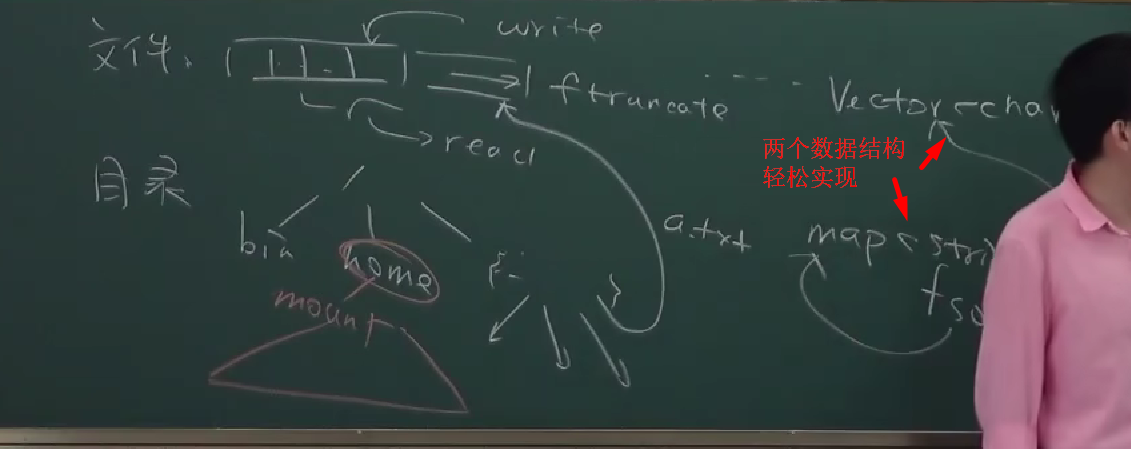 write
文件:
ftruncate
Vector<char
read
两个数据结构
轻松实现
目录
a.txt
map<stri
bin
home
fso
mount